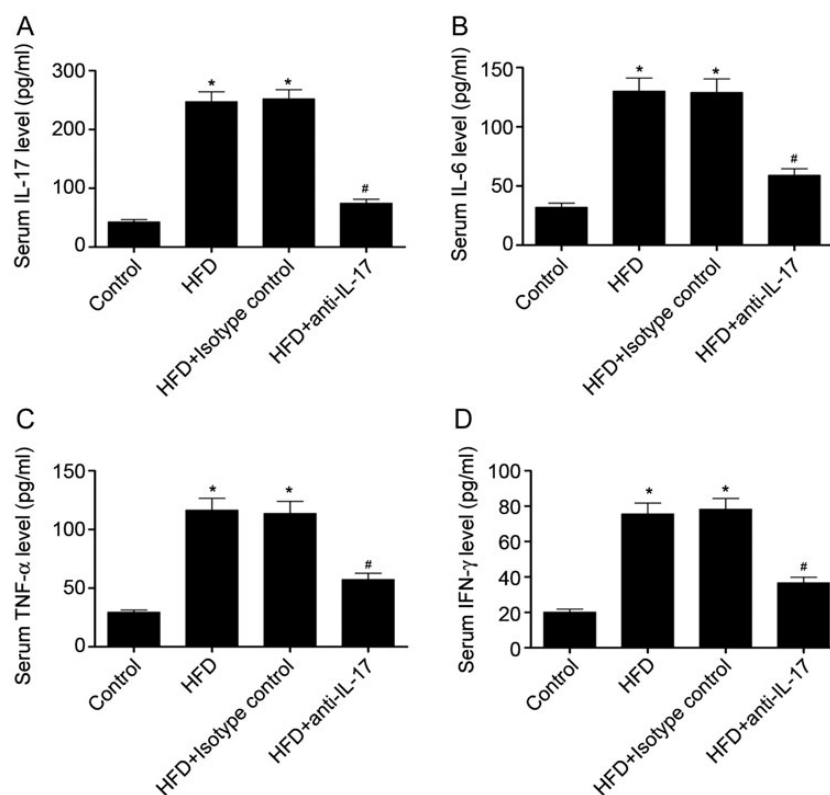 A
Serum IL-17 level (pg/ml)
300
200
100
0
*
*
#
Control
HFD
HFD+Isotype control
HFD+anti-IL-17
B
Serum IL-6 level (pg/ml)
150
100
50
0
*
*
#
Control
HFD
HFD+Isotype control
HFD+anti-IL-17
C
Serum TNF-α level (pg/ml)
150
100
50
0
*
*
#
Control
HFD
HFD+Isotype control
HFD+anti-IL-17
D
Serum IFN-γ level (pg/ml)
100
80
60
40
20
0
*
*
#
Control
HFD
HFD+Isotype control
HFD+anti-IL-17